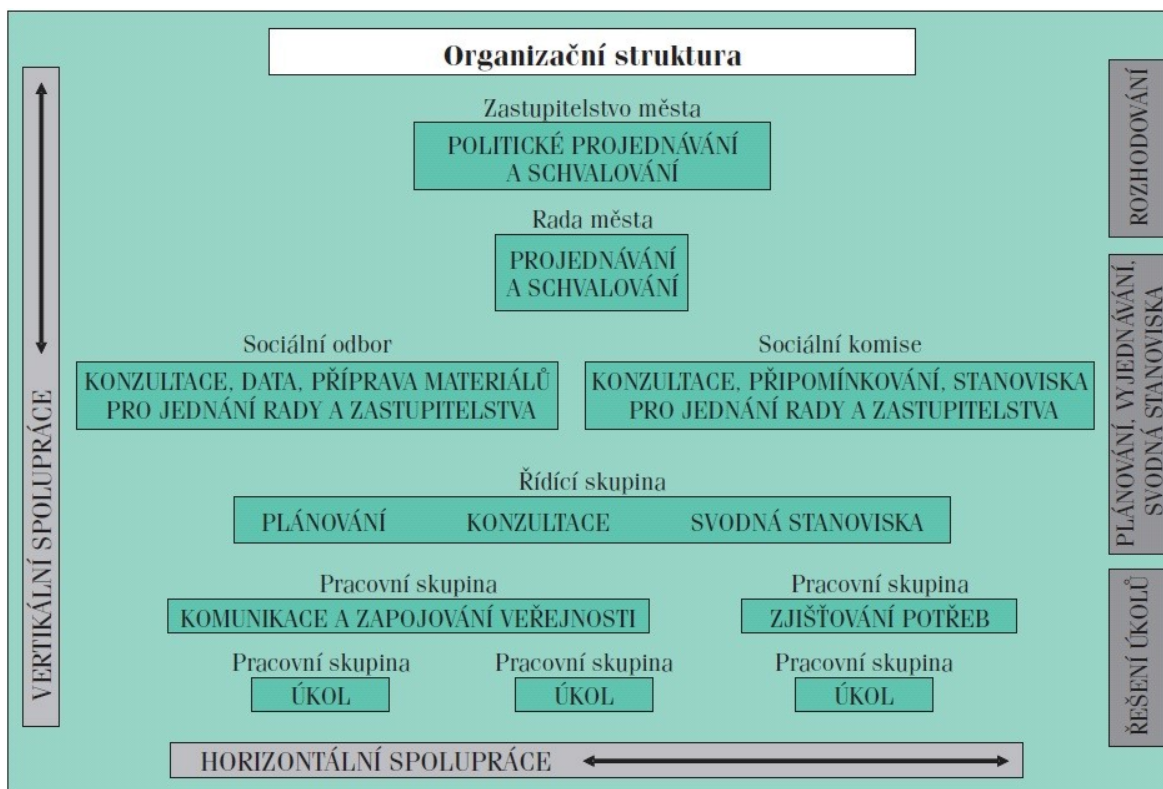 Organizační struktura
Zastupitelstvo města
POLITICKÉ PROJEDNÁVÁNÍ
A SCHVALOVÁNÍ
Rada města
PROJEDNÁVÁNÍ
A SCHVALOVÁNÍ
Sociální odbor
KONZULTACE, DATA, PŘÍPRAVA MATERIÁLŮ
PRO JEDNÁNÍ RADY A ZASTUPITELSTVA
Sociální komise
KONZULTACE, PŘIPOMÍNKOVÁNÍ, STANOVISKA
PRO JEDNÁNÍ RADY A ZASTUPITELSTVA
Řídící skupina
PLÁNOVÁNÍ KONZULTACE SVODNÁ STANOVISKA
Pracovní skupina
KOMUNIKACE A ZAPOJOVÁNÍ VEŘEJNOSTI
Pracovní skupina
ZJIŠŤOVÁNÍ POTŘEB
Pracovní skupina
ÚKOL
Pracovní skupina
ÚKOL
Pracovní skupina
ÚKOL
HORIZONTÁLNÍ SPOLUPRÁCE
VERTIKÁLNÍ SPOLUPRÁCE
ROZHODOVÁNÍ
PLÁNOVÁNÍ, VYJEDNÁVÁNÍ,
SVODNÁ STANOVISKA
ŘEŠENÍ ÚKOLŮ